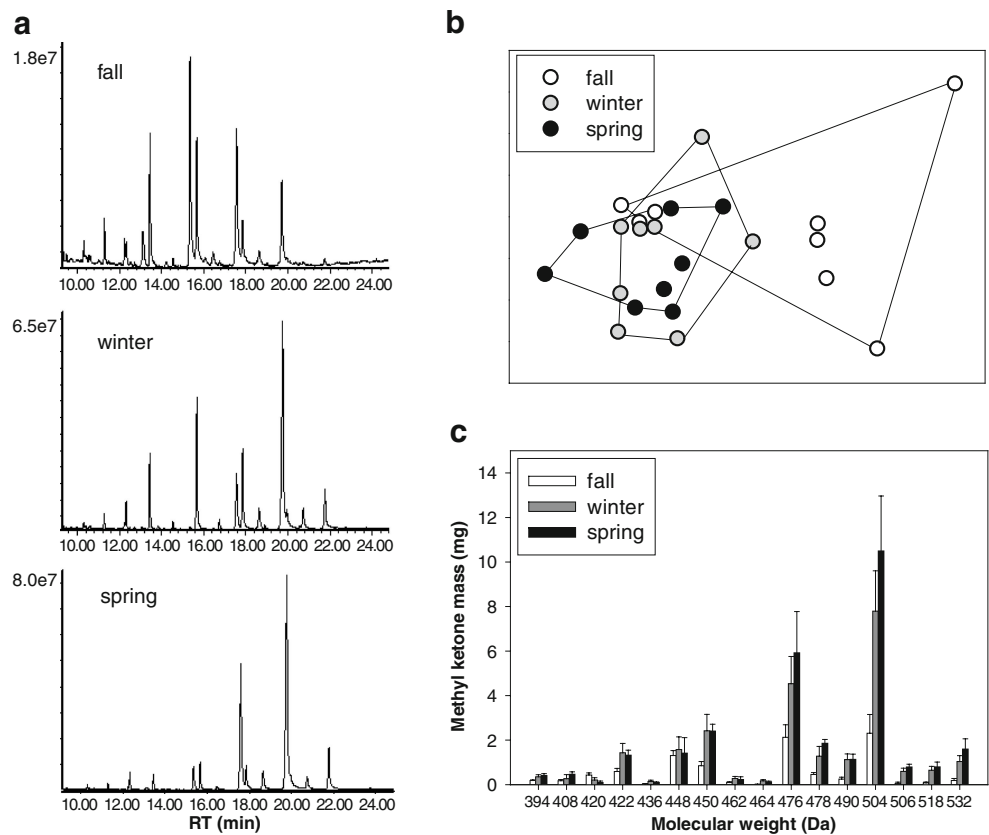 a
1.8e7
fall
10.00 12.00 14.00 16.00 18.00 20.00 22.00 24.00
6.5e7
winter
10.00 12.00 14.00 16.00 18.00 20.00 22.00 24.00
8.0e7
spring
10.00 12.00 14.00 16.00 18.00 20.00 22.00 24.00
RT (min)
b
fall
winter
spring
c
Methyl ketone mass (mg)
14
12
10
8
6
4
2
0
fall
winter
spring
394 408 420 422 436 448 450 462 464 476 478 490 504 506 518 532
Molecular weight (Da)